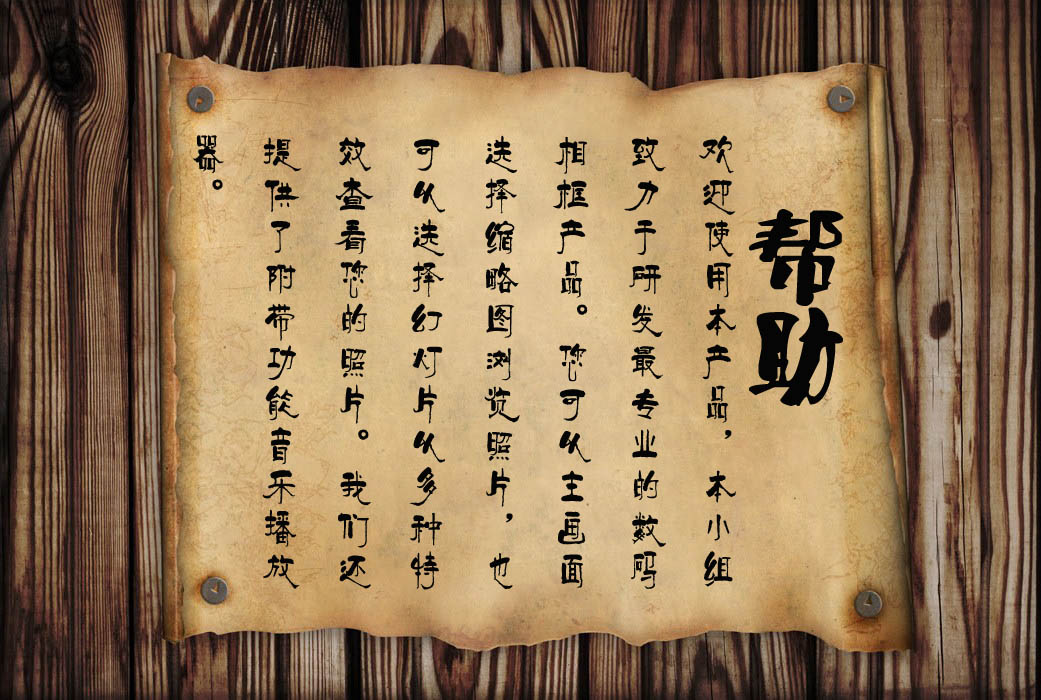 帮助
欢迎使用本产品，本小组
致力于研发最专业的数码
相框产品。您可从主画面
选择缩略图浏览照片，也
可从选择幻灯片从多种特
效查看您的照片。我们还
提供了附带功能音乐播放
器。